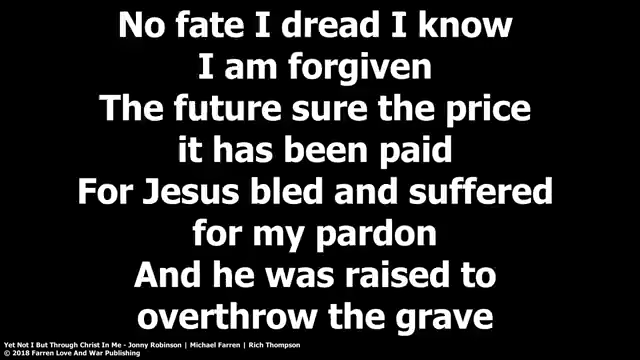 No fate I dread I know
I am forgiven
The future sure the price
it has been paid
For Jesus bled and suffered
for my pardon
And he was raised to
overthrow the grave
Yet Not I But Through Christ In Me - Jonny Robinson | Michael Farren | Rich Thompson
© 2018 Farren Love And War Publishing